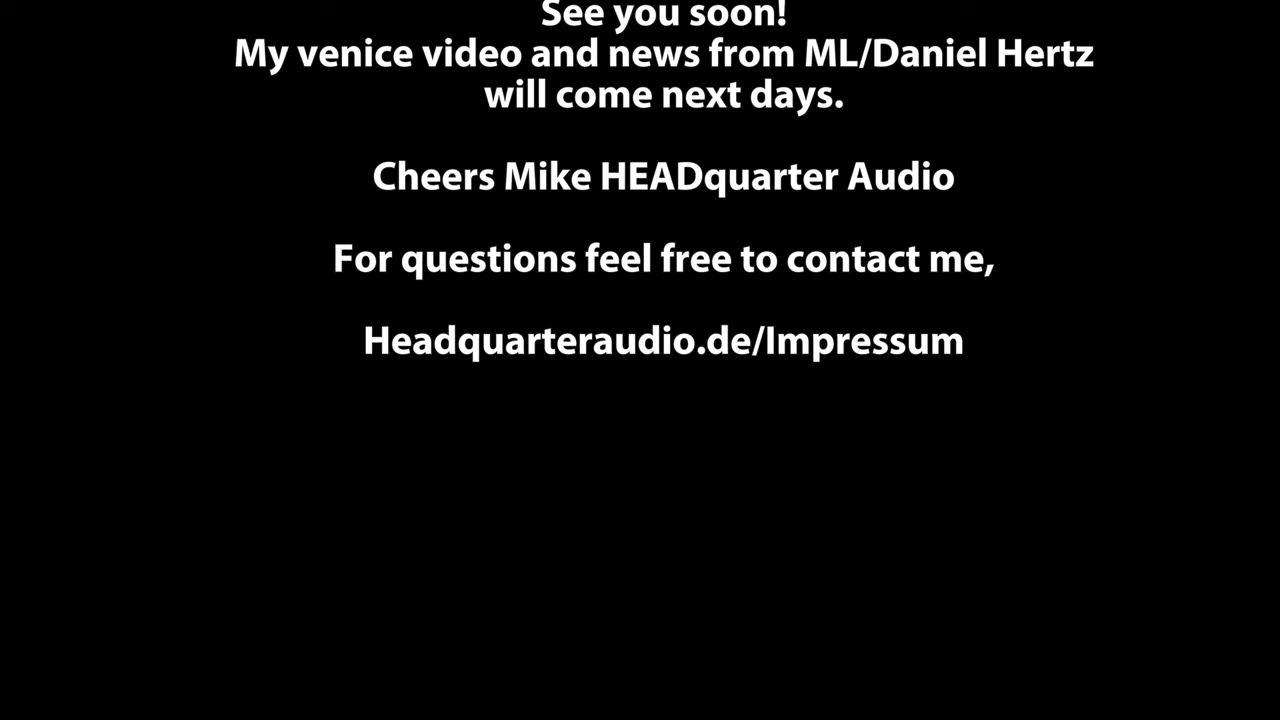 See you soon!
My venice video and news from ML/Daniel Hertz
will come next days.
Cheers Mike HEADquarter Audio
For questions feel free to contact me,
Headquarteraudio.de/Impressum